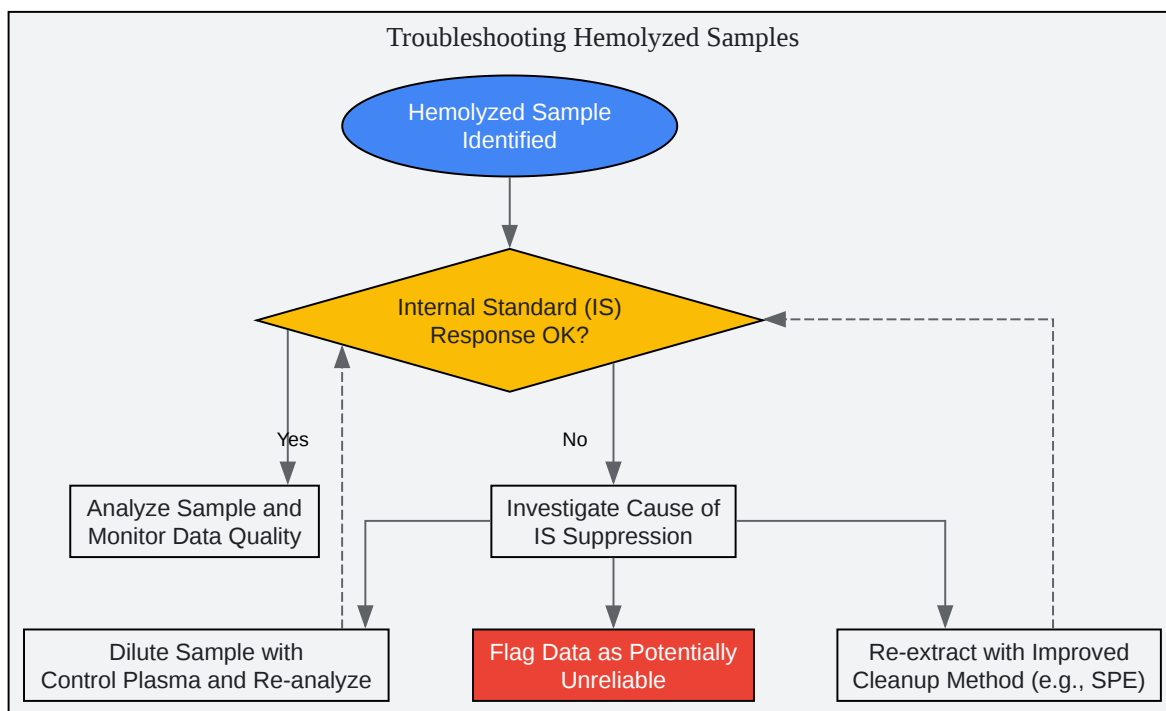 Troubleshooting Hemolyzed Samples
Hemolyzed Sample
Identified
Internal Standard (IS)
Response OK?
Yes
No
Analyze Sample and
Monitor Data Quality
Investigate Cause of
IS Suppression
Dilute Sample with
Control Plasma and Re-analyze
Flag Data as Potentially
Unreliable
Re-extract with Improved
Cleanup Method (e.g., SPE)